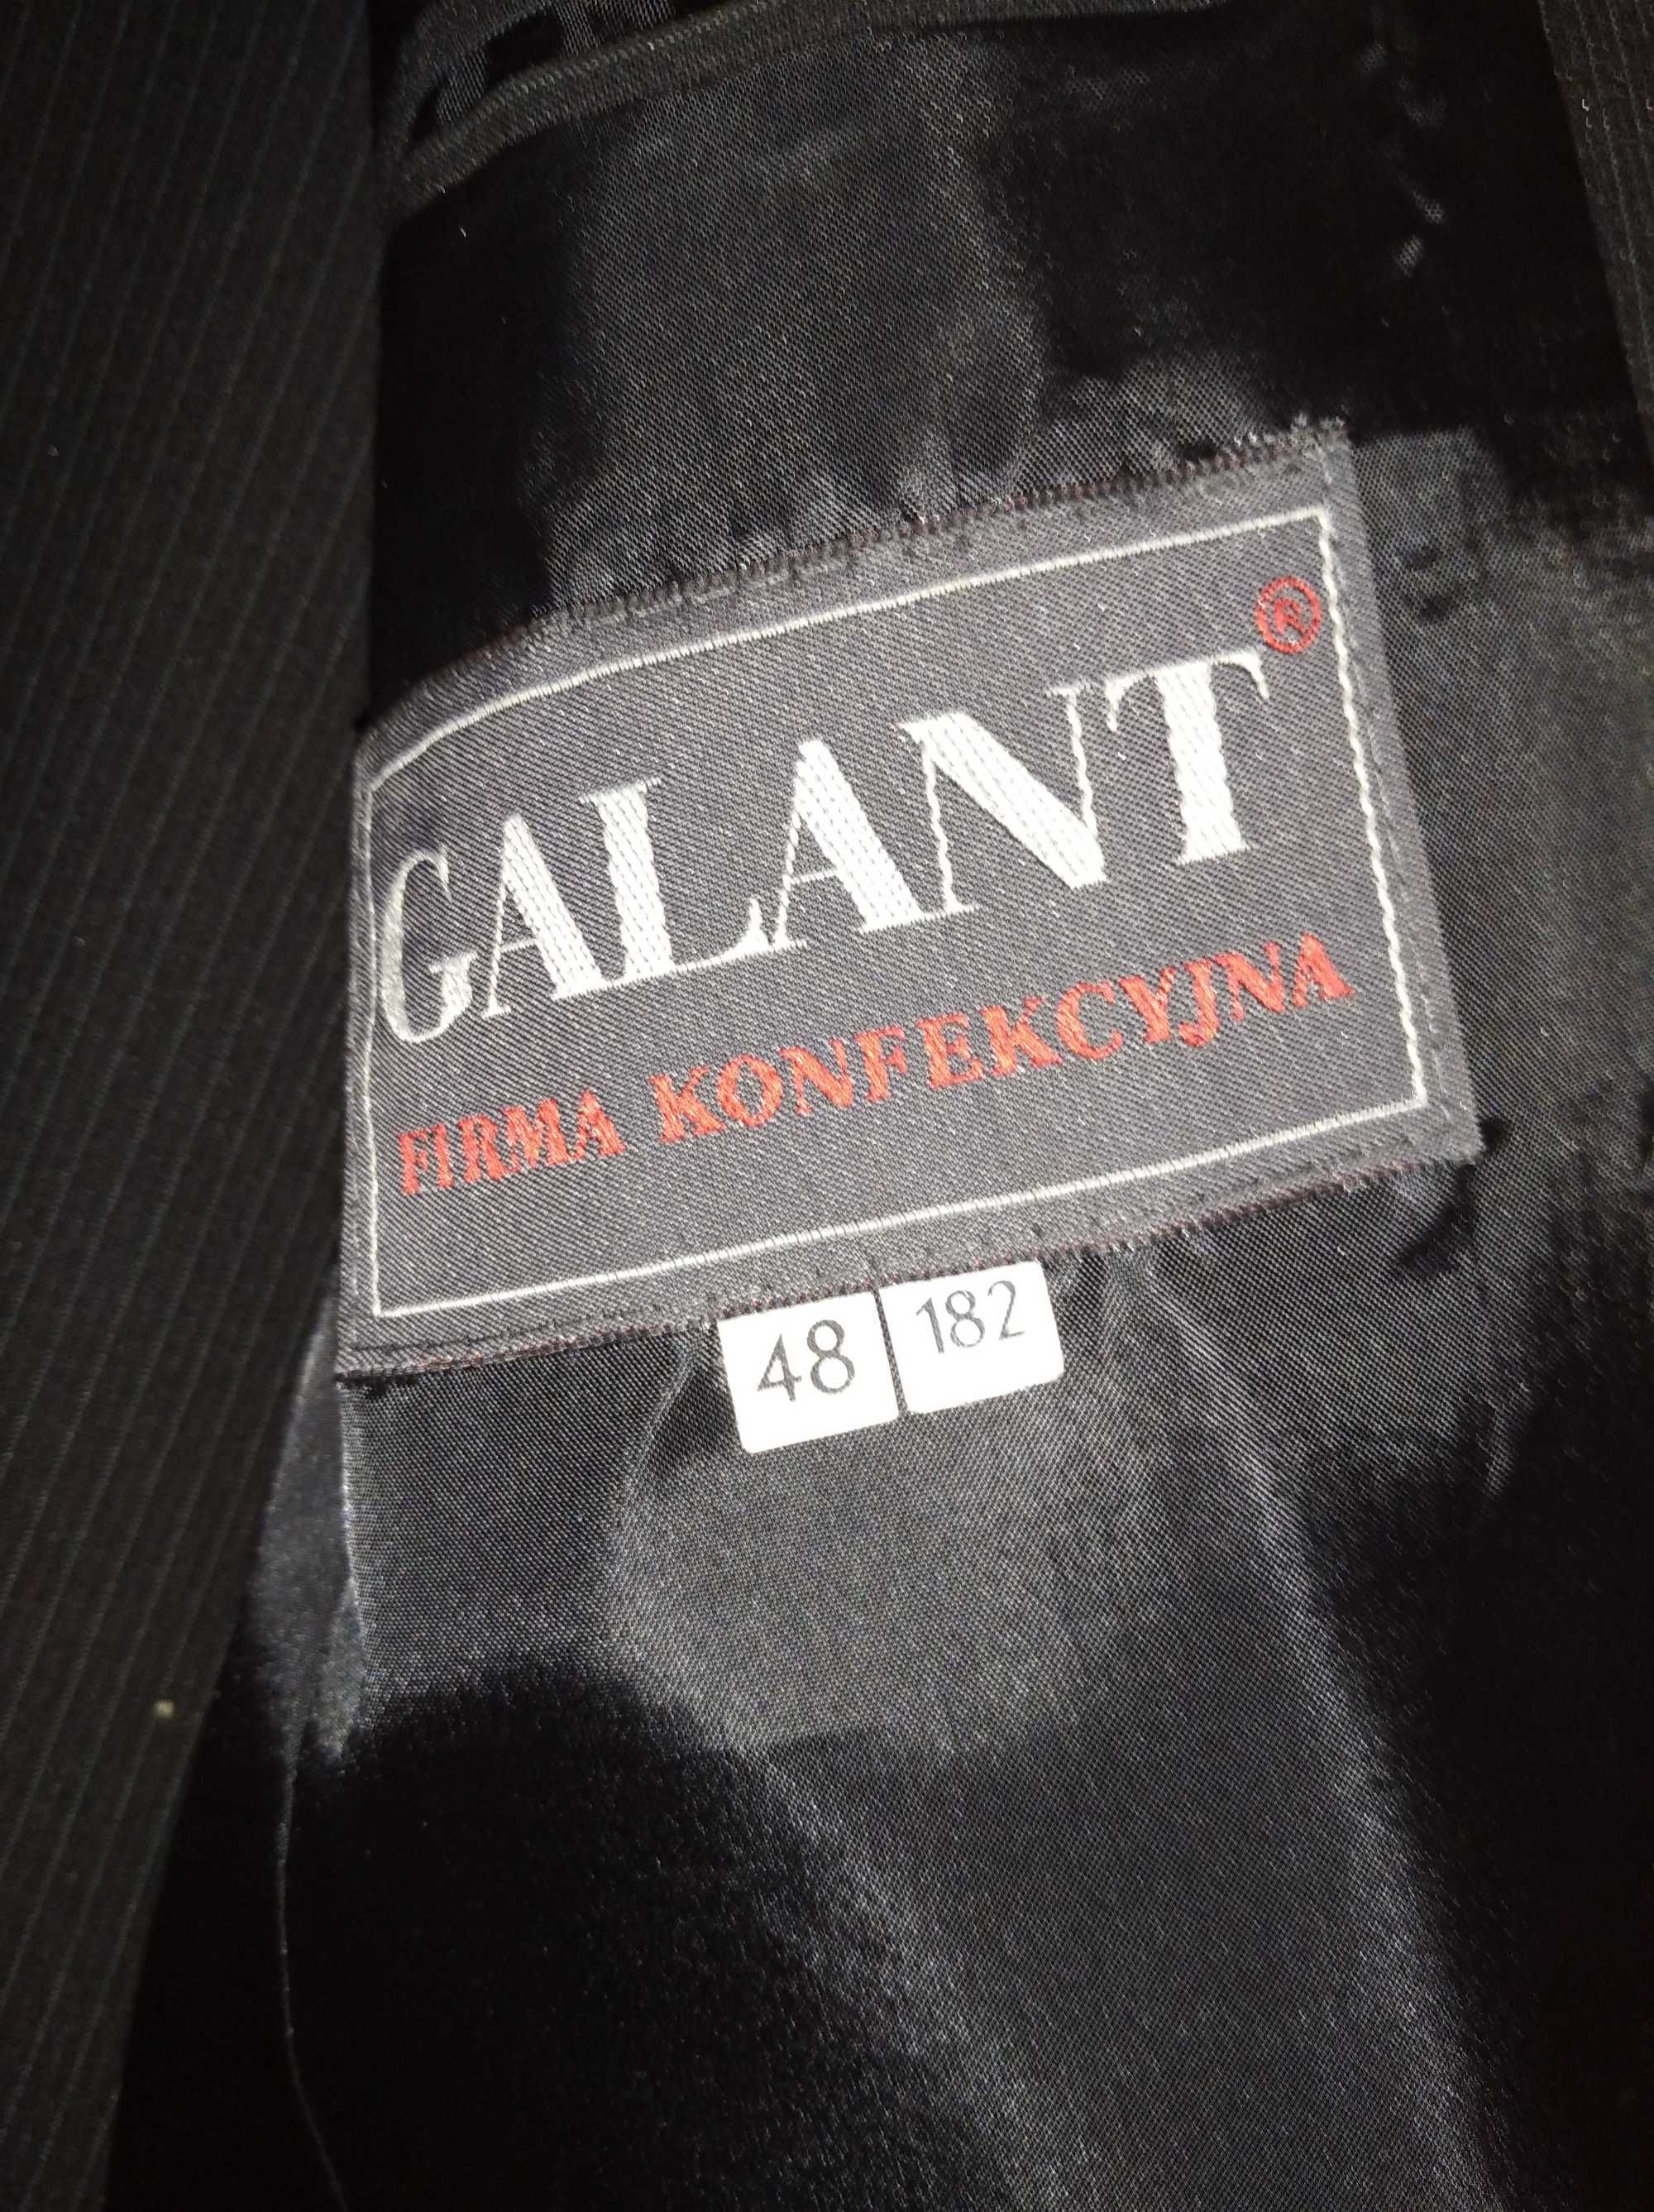 GALANT®
FIRMA KONFEKCYJNA
48 182